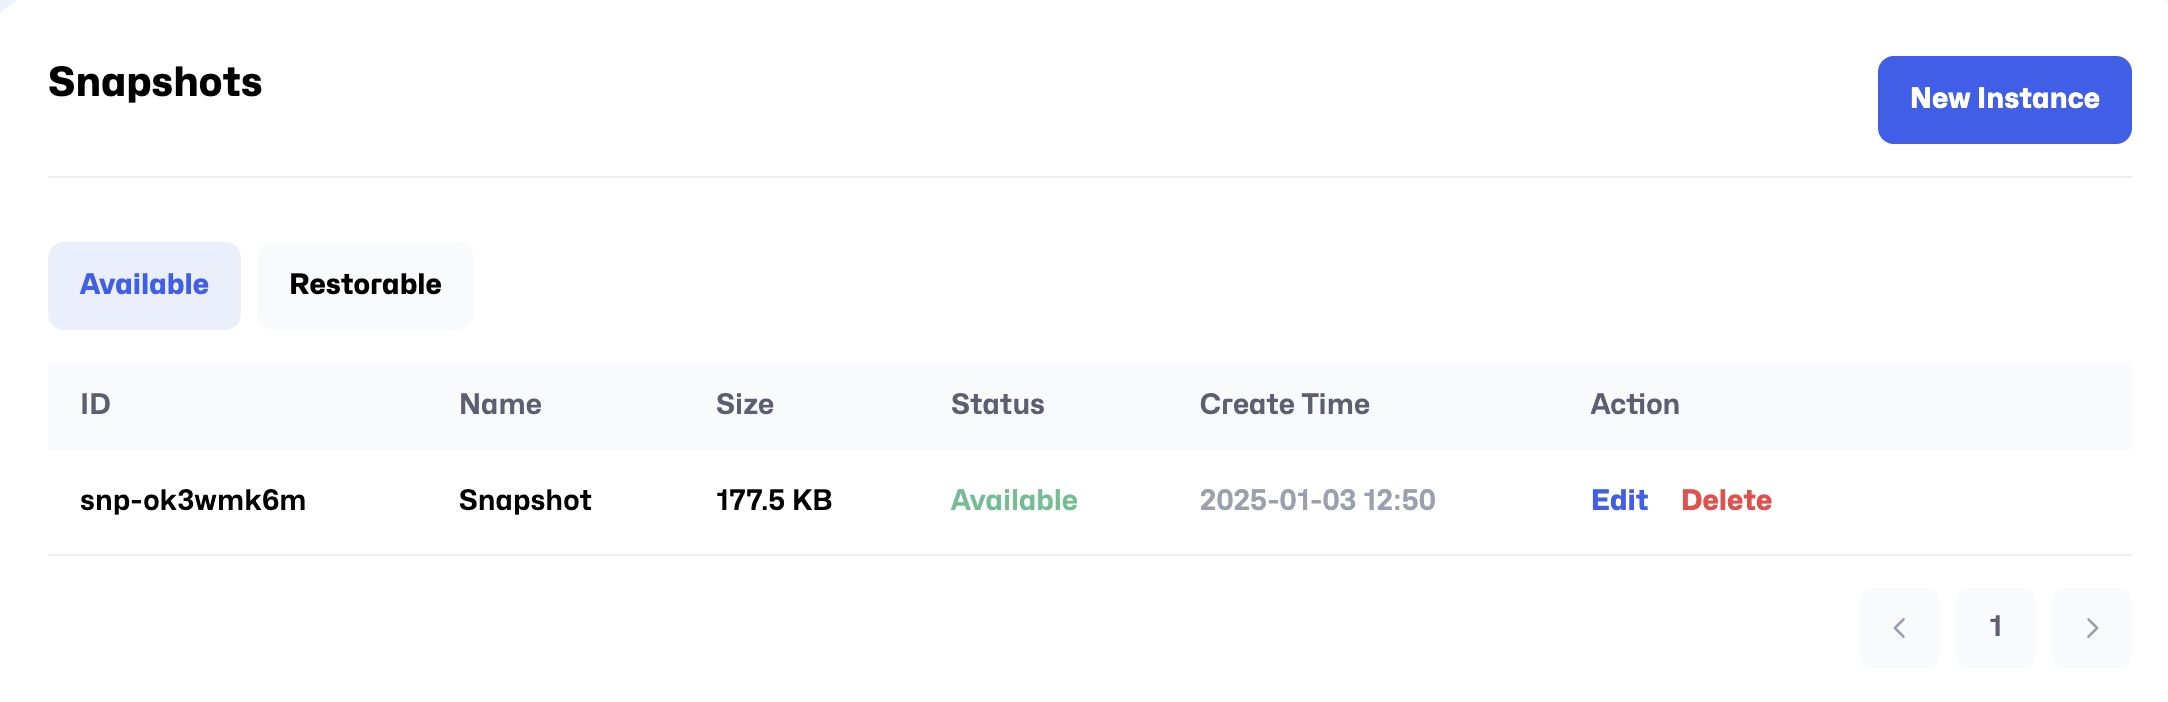 Snapshots
New Instance
Available
Restorable
ID Name Size Status Create Time Action
snp-ok3wmk6m Snapshot 177.5 KB Available 2025-01-03 12:50 Edit Delete
1